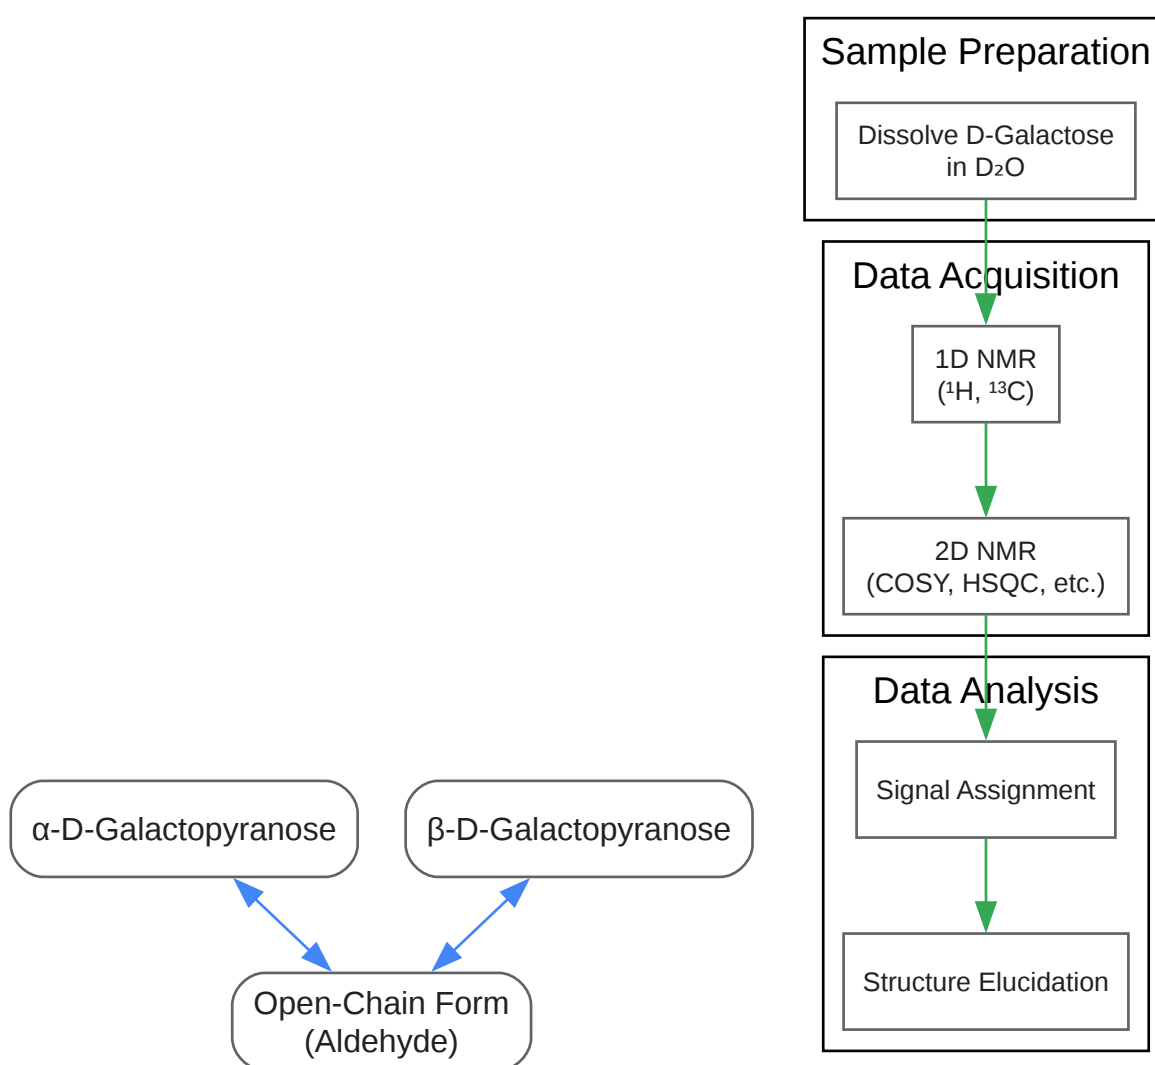 Sample Preparation
Dissolve D-Galactose
in D₂O
Data Acquisition
1D NMR
(¹H, ¹³C)
2D NMR
(COSY, HSQC, etc.)
Data Analysis
Signal Assignment
Structure Elucidation
α-D-Galactopyranose
β-D-Galactopyranose
Open-Chain Form
(Aldehyde)